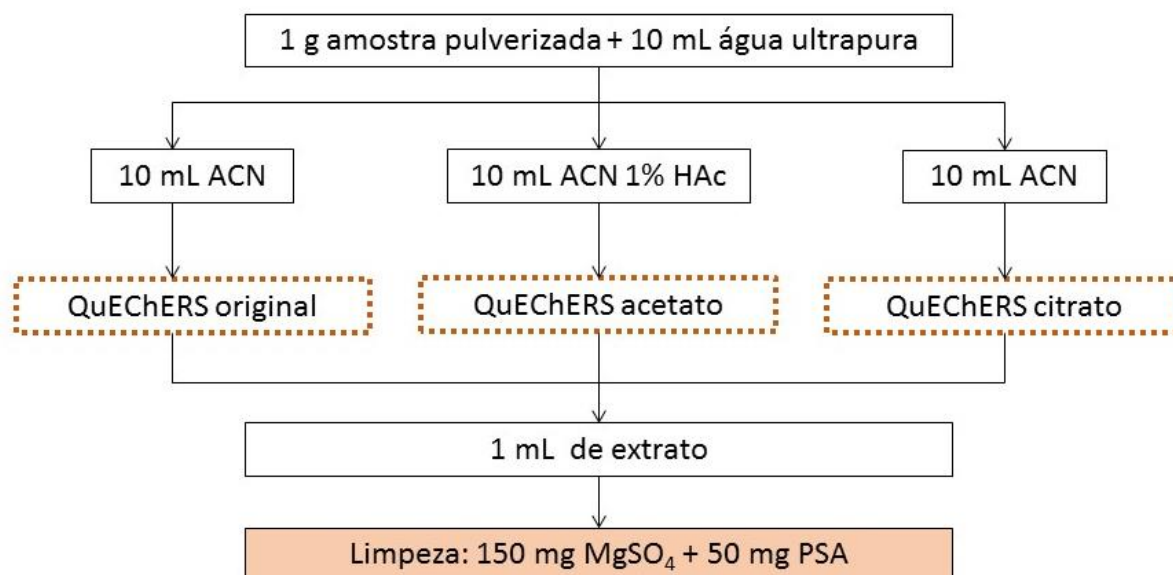 1 g amostra pulverizada + 10 mL água ultrapura
10 mL ACN
10 mL ACN 1% HAc
10 mL ACN
QuEChERS original
QuEChERS acetato
QuEChERS citrato
1 mL de extrato
Limpeza: 150 mg MgSO₄ + 50 mg PSA